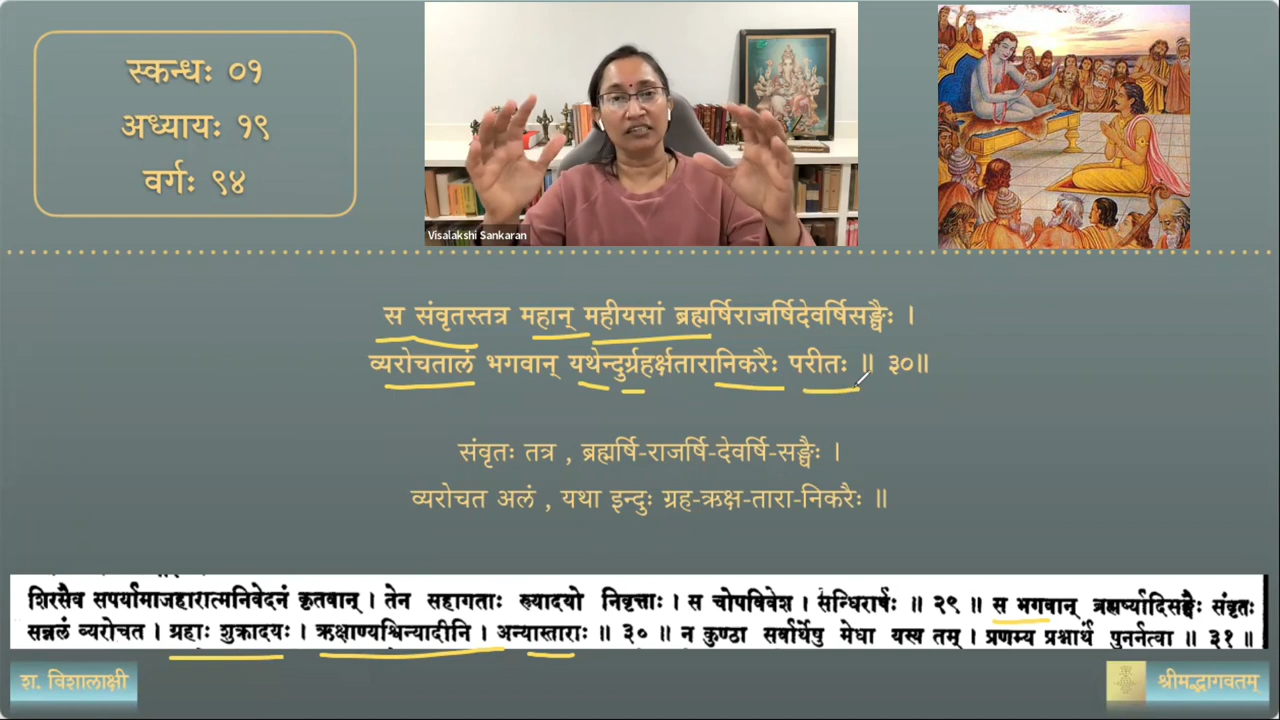 स्कन्धः ०१
अध्यायः १९
वर्गः ९४
Visalakshi Sankaran
स संवृतस्तत्र महान् महीयसां ब्रह्मर्षिराजर्षिदेवर्षिसङ्घैः ।
व्यरोचतालं भगवान् यथेन्दुर्ग्रहर्क्षतारानिकरैः परीतः ॥ ३०॥
संवृतः तत्र , ब्रह्मर्षि-राजर्षि-देवर्षि-सङ्घैः ।
व्यरोचत अलं , यथा इन्दुः ग्रह-ऋक्ष-तारा-निकरैः ॥
शिरसैव सपर्यामाजहारात्मनिवेदनं कृतवान् । तेन सहागताः स्त्र्यादयो निवृत्ताः । स चोपविवेश । सन्धिरार्षः ॥ २९ ॥ स भगवान् ब्रह्मर्ष्यादिसङ्घैः संवृतः
सन्नलं व्यरोचत । ग्रहाः शुक्रादयः । ऋक्षाण्यश्विन्यादीनि । अन्यास्ताराः ॥ ३० ॥ न कुण्ठा सर्वार्थेषु मेधा यस्य तम् । प्रणम्य प्रश्नार्थं पुनर्नत्वा ॥ ३१ ॥
श. विशालाक्षी
श्रीमद्भागवतम्